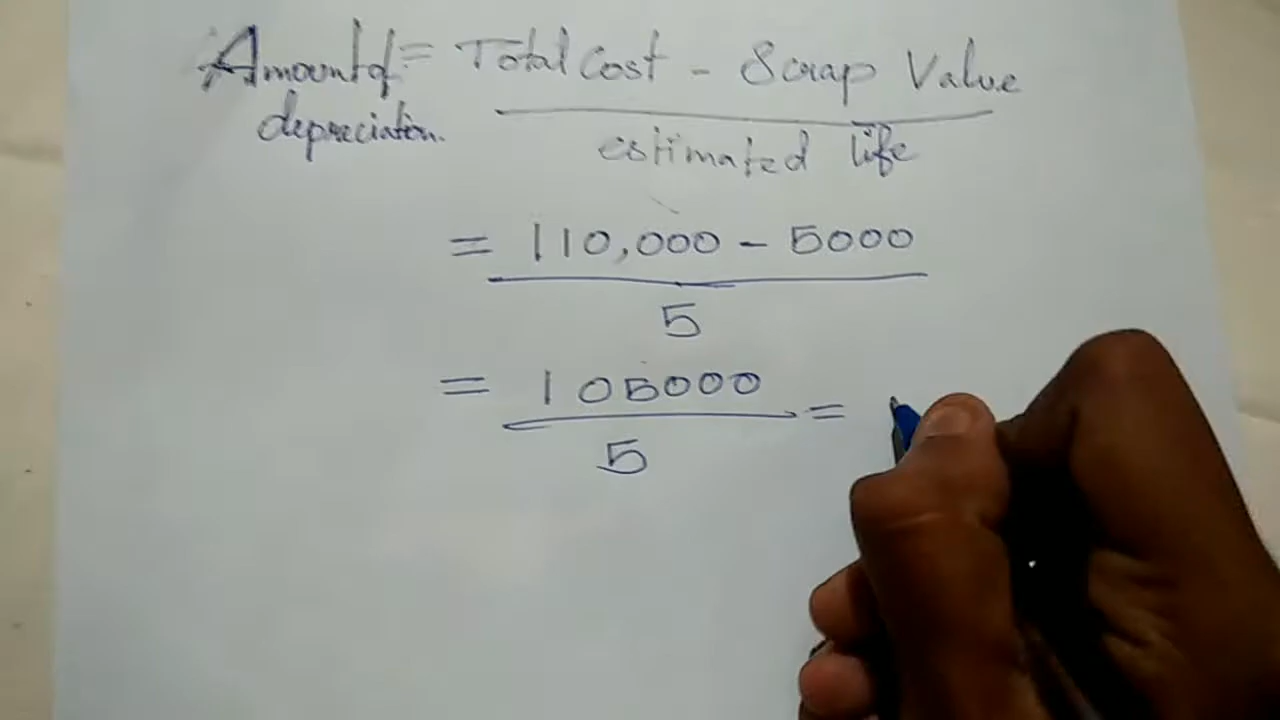 Amount of = Total Cost - Scrap Value
depreciation. estimated life
= 110,000 - 5000
5
= 105000 =
5